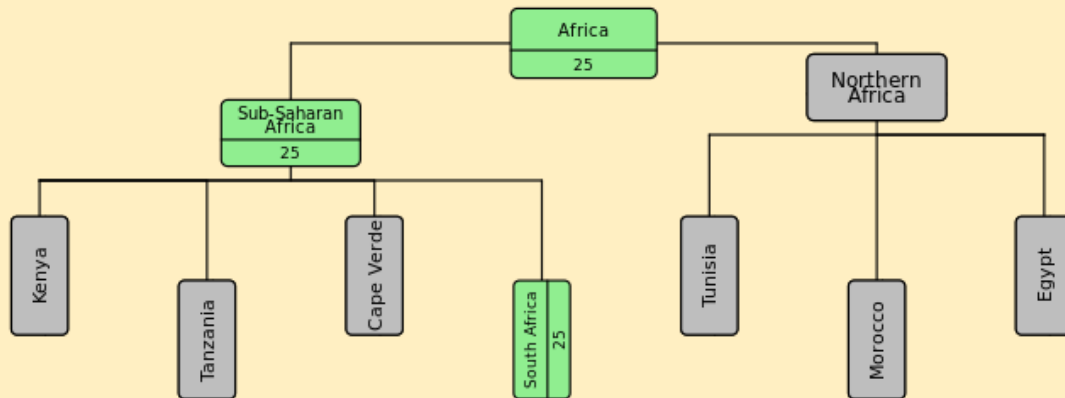 Africa
25
Northern
Africa
Sub-Saharan
Africa
25
Kenya
Tanzania
Cape Verde
South Africa
25
Tunisia
Morocco
Egypt